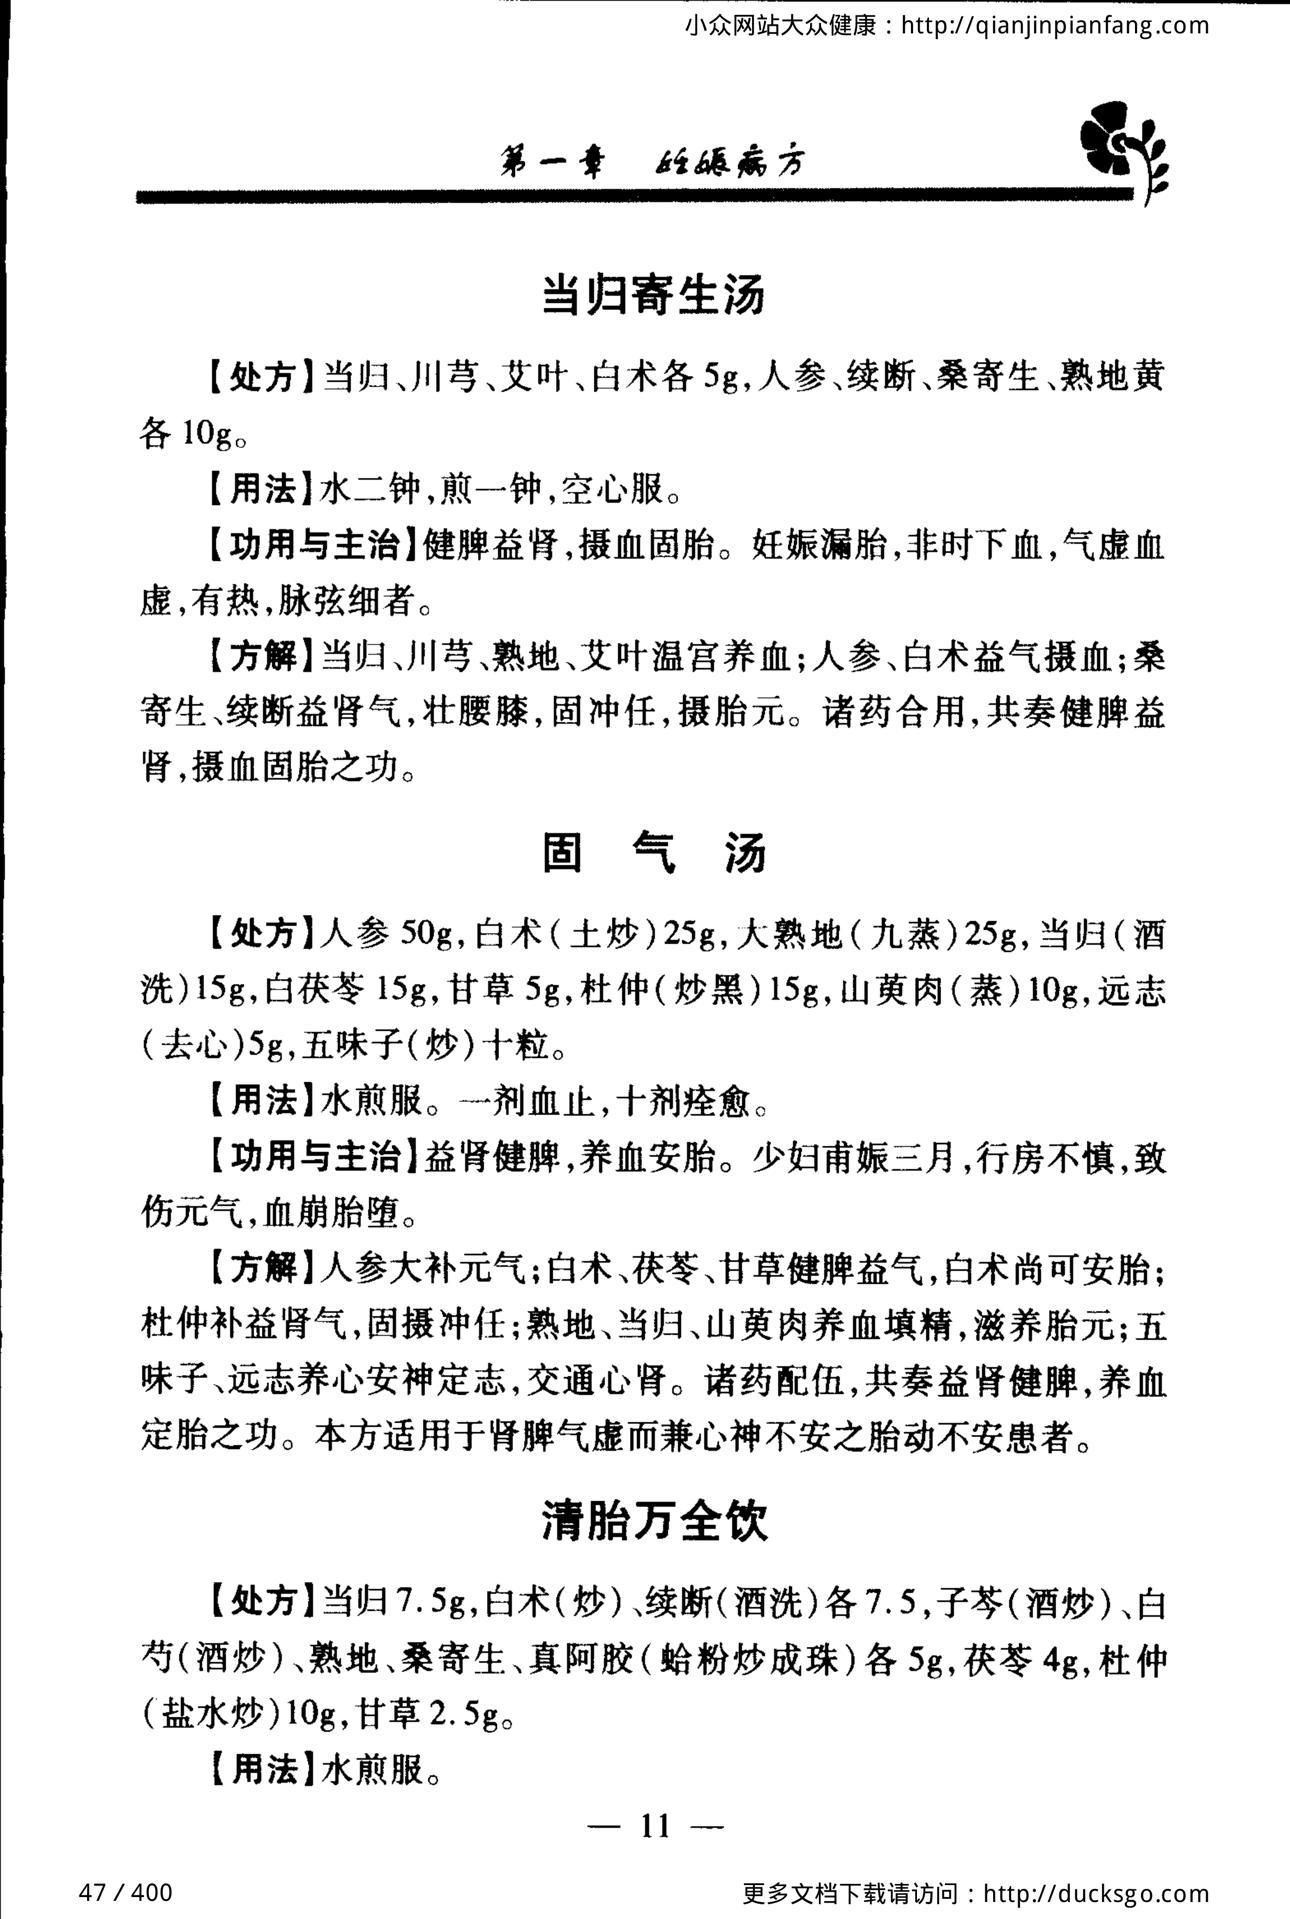 小众网站大众健康：http://qianjinpianfang.com
第一章 妊娠病方
当归寄生汤
【处方】当归、川芎、艾叶、白术各5g,人参、续断、桑寄生、熟地黄
各10g。
【用法】水二钟,煎一钟,空心服。
【功用与主治】健脾益肾,摄血固胎。妊娠漏胎,非时下血,气虚血
虚,有热,脉弦细者。
【方解】当归、川芎、熟地、艾叶温宫养血;人参、白术益气摄血;桑
寄生、续断益肾气,壮腰膝,固冲任,摄胎元。诸药合用,共奏健脾益
肾,摄血固胎之功。
固 气 汤
【处方】人参50g,白术(土炒)25g,大熟地(九蒸)25g,当归(酒
洗)15g,白茯苓15g,甘草5g,杜仲(炒黑)15g,山萸肉(蒸)10g,远志
(去心)5g,五味子(炒)十粒。
【用法】水煎服。一剂血止,十剂痊愈。
【功用与主治】益肾健脾,养血安胎。少妇甫娠三月,行房不慎,致
伤元气,血崩胎堕。
【方解】人参大补元气;白术、茯苓、甘草健脾益气,白术尚可安胎;
杜仲补益肾气,固摄冲任;熟地、当归、山萸肉养血填精,滋养胎元;五
味子、远志养心安神定志,交通心肾。诸药配伍,共奏益肾健脾,养血
定胎之功。本方适用于肾脾气虚而兼心神不安之胎动不安患者。
清胎万全饮
【处方】当归7.5g,白术(炒)、续断(酒洗)各7.5,子芩(酒炒)、白
芍(酒炒)、熟地、桑寄生、真阿胶(蛤粉炒成珠)各5g,茯苓4g,杜仲
(盐水炒)10g,甘草2.5g。
【用法】水煎服。
— 11 —
47 / 400
更多文档下载请访问：http://ducksgo.com